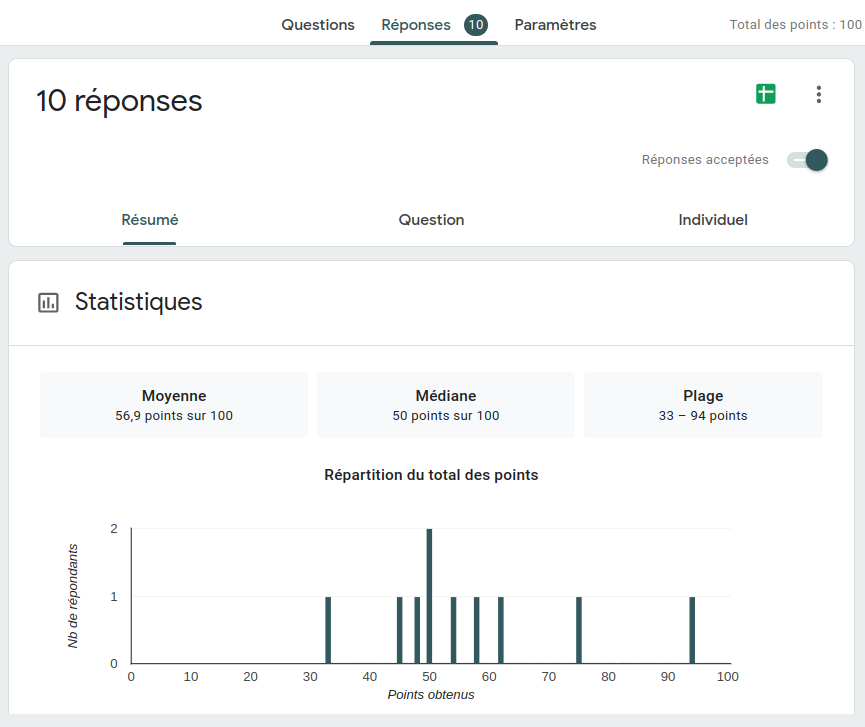 Questions Réponses 10 Paramètres Total des points : 100
10 réponses
Réponses acceptées
Résumé Question Individuel
Statistiques
Moyenne Médiane Plage
56,9 points sur 100 50 points sur 100 33 – 94 points
Répartition du total des points
Nb de répondants
2
1
0
0 10 20 30 40 50 60 70 80 90 100
Points obtenus